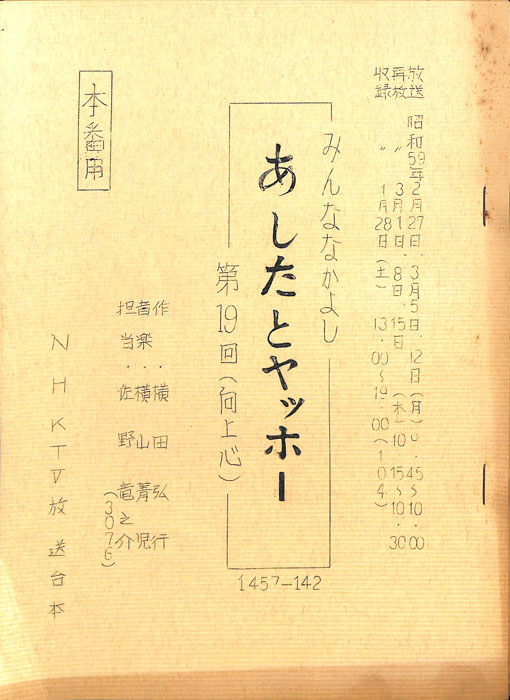 放送 昭和59年2月27日、3月5日、12日(月)9.45〜10.00
再放 〃 3月1日、8日、15日(木)10.15〜10.30
収録 〃 1月28日(土)13.00〜19.00(104)
みんななかよし
あしたとヤッホー
第19回(向上心)
1457-142
作・横田弘行
音楽・横山菁児
担当・佐野竜之介
(3076)
本番用
NHKTV放送台本